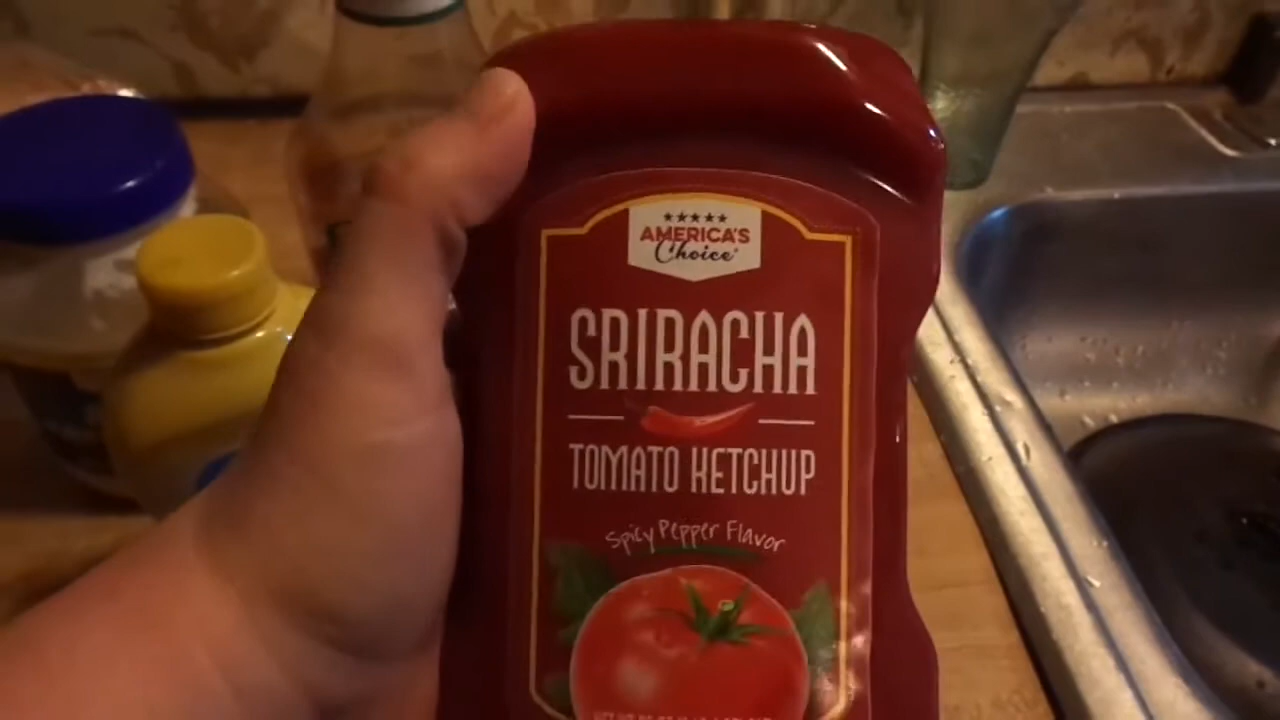 AMERICA'S
Choice
SRIRACHA
TOMATO KETCHUP
Spicy Pepper Flavor